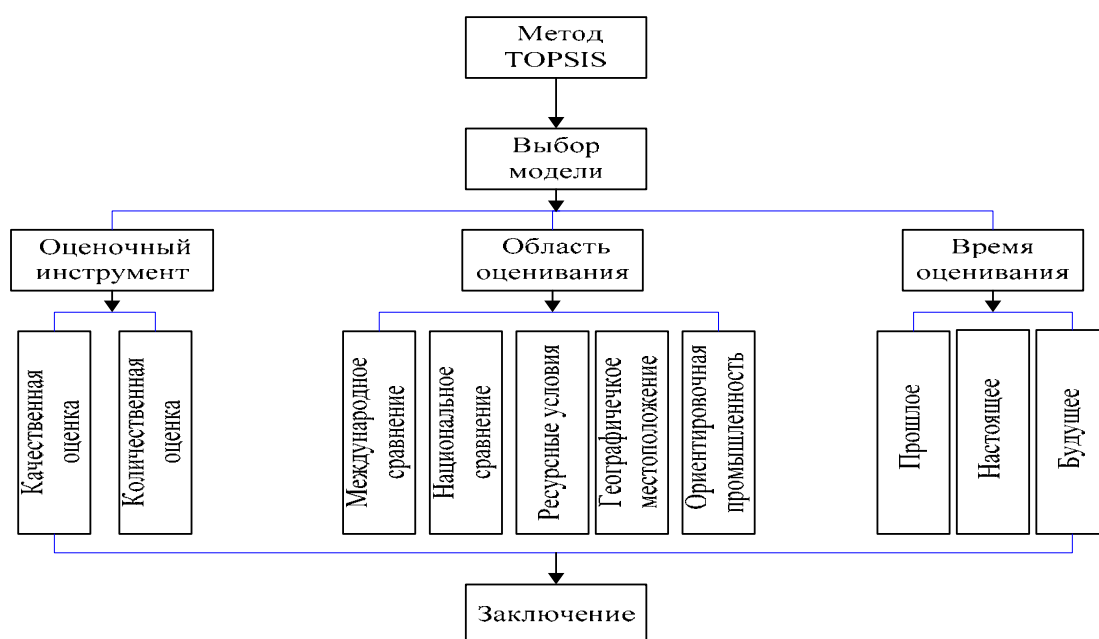 Метод
TOPSIS
Выбор
модели
Оценочный
инструмент
Область
оценивания
Время
оценивания
Качественная
оценка
Количественная
оценка
Международное
сравнение
Национальное
сравнение
Ресурсные условия
Географичечкое
местоположение
Ориентировочная
промышленность
Прошлое
Настоящее
Будущее
Заключение